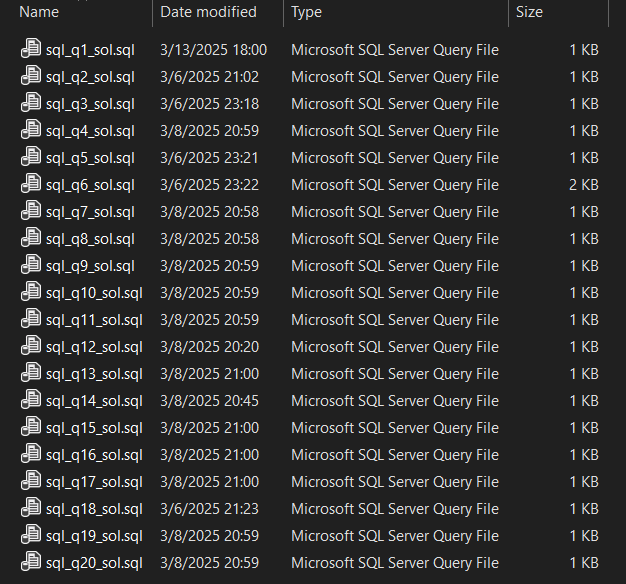 Name Date modified Type Size
sql_q1_sol.sql 3/13/2025 18:00 Microsoft SQL Server Query File 1 KB
sql_q2_sol.sql 3/6/2025 21:02 Microsoft SQL Server Query File 1 KB
sql_q3_sol.sql 3/6/2025 23:18 Microsoft SQL Server Query File 1 KB
sql_q4_sol.sql 3/8/2025 20:59 Microsoft SQL Server Query File 1 KB
sql_q5_sol.sql 3/6/2025 23:21 Microsoft SQL Server Query File 1 KB
sql_q6_sol.sql 3/6/2025 23:22 Microsoft SQL Server Query File 2 KB
sql_q7_sol.sql 3/8/2025 20:58 Microsoft SQL Server Query File 1 KB
sql_q8_sol.sql 3/8/2025 20:58 Microsoft SQL Server Query File 1 KB
sql_q9_sol.sql 3/8/2025 20:59 Microsoft SQL Server Query File 1 KB
sql_q10_sol.sql 3/8/2025 20:59 Microsoft SQL Server Query File 1 KB
sql_q11_sol.sql 3/8/2025 20:59 Microsoft SQL Server Query File 1 KB
sql_q12_sol.sql 3/8/2025 20:20 Microsoft SQL Server Query File 1 KB
sql_q13_sol.sql 3/8/2025 21:00 Microsoft SQL Server Query File 1 KB
sql_q14_sol.sql 3/8/2025 20:45 Microsoft SQL Server Query File 1 KB
sql_q15_sol.sql 3/8/2025 21:00 Microsoft SQL Server Query File 1 KB
sql_q16_sol.sql 3/8/2025 21:00 Microsoft SQL Server Query File 1 KB
sql_q17_sol.sql 3/8/2025 21:00 Microsoft SQL Server Query File 1 KB
sql_q18_sol.sql 3/6/2025 21:23 Microsoft SQL Server Query File 1 KB
sql_q19_sol.sql 3/8/2025 20:59 Microsoft SQL Server Query File 1 KB
sql_q20_sol.sql 3/8/2025 20:59 Microsoft SQL Server Query File 1 KB